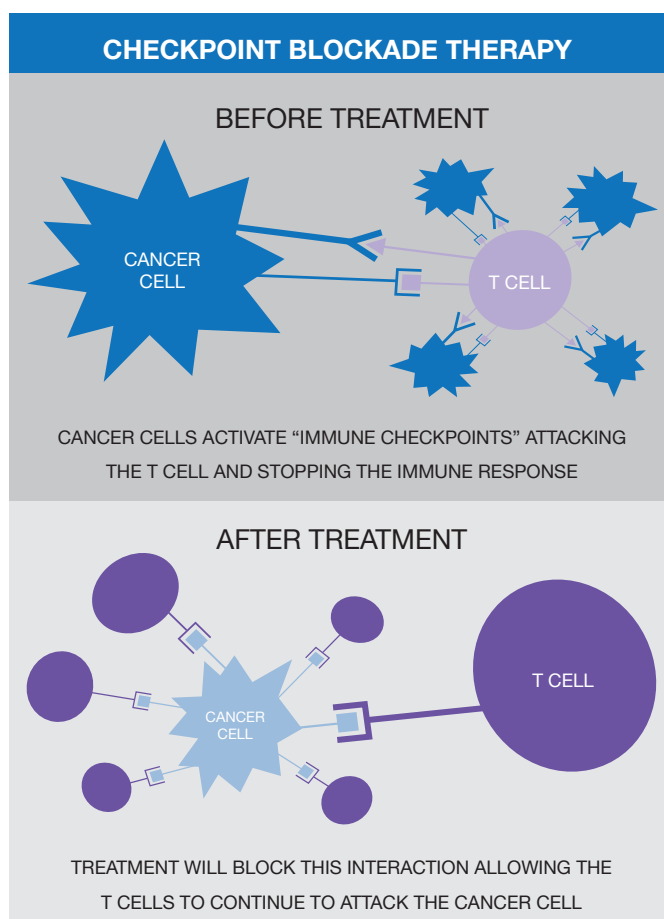 CHECKPOINT BLOCKADE THERAPY
BEFORE TREATMENT
CANCER
CELL
T CELL
CANCER CELLS ACTIVATE “IMMUNE CHECKPOINTS” ATTACKING
THE T CELL AND STOPPING THE IMMUNE RESPONSE
AFTER TREATMENT
T CELL
CANCER
CELL
TREATMENT WILL BLOCK THIS INTERACTION ALLOWING THE
T CELLS TO CONTINUE TO ATTACK THE CANCER CELL